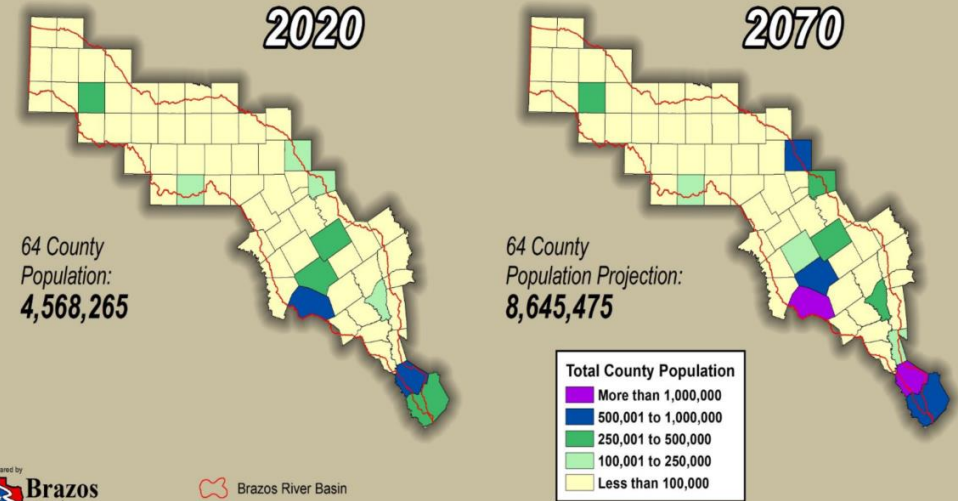 2020
2070
64 County
Population:
4,568,265
64 County
Population Projection:
8,645,475
Total County Population
More than 1,000,000
500,001 to 1,000,000
250,001 to 500,000
100,001 to 250,000
Less than 100,000
Brazos
Brazos River Basin